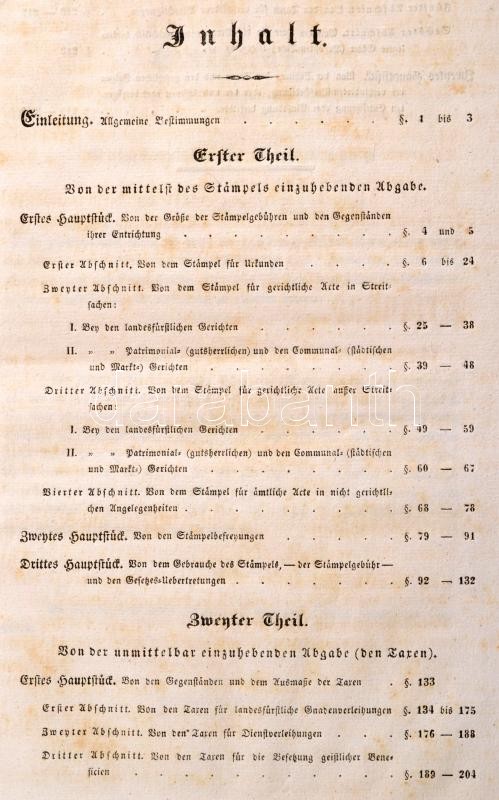 Inhalt.
Einleitung. Allgemeine Bestimmungen . . . . . . §. 1 bis 3
Erster Theil.
Von der mittelst des Stämpels einzuhebenden Abgabe.
Erstes Hauptstück. Von der Größe der Stämpelgebühren und den Gegenständen
ihrer Entrichtung . . . . . . . . . §. 4 und 5
Erster Abschnitt. Von dem Stämpel für Urkunden . . . . §. 6 bis 24
Zweyter Abschnitt. Von dem Stämpel für gerichtliche Acte in Streit-
sachen:
I. Bey den landesfürstlichen Gerichten . . . . . . §. 25 — 38
II. „ „ Patrimonial- (gutsherrlichen) und den Communal- (städtischen
und Markt-) Gerichten . . . . . . . . §. 39 — 48
Dritter Abschnitt. Von dem Stämpel für gerichtliche Acte außer Streit-
sachen:
I. Bey den landesfürstlichen Gerichten . . . . . . . §. 49 — 59
II. „ „ Patrimonial- (gutsherrlichen) und den Communal- (städtischen
und Markt-) Gerichten . . . . . . . . §. 60 — 67
Vierter Abschnitt. Von dem Stämpel für ämtliche Acte in nicht gerichtli-
chen Angelegenheiten . . . . . . . . . §. 68 — 78
Zweytes Hauptstück. Von den Stämpelbefreyungen . . . . . §. 79 — 91
Drittes Hauptstück. Von dem Gebrauche des Stämpels, — der Stämpelgebühr —
und den Gesetzes-Uebertretungen . . . . . . . §. 92 — 132
Zweyter Theil.
Von der unmittelbar einzuhebenden Abgabe (den Taxen).
Erstes Hauptstück. Von den Gegenständen und dem Ausmaße der Taxen . §. 133
Erster Abschnitt. Von den Taxen für landesfürstliche Gnadenverleihungen §. 134 bis 175
Zweyter Abschnitt. Von den Taxen für Dienstverleihungen . . . §. 176 — 188
Dritter Abschnitt. Von den Taxen für die Besetzung geistlicher Bene-
ficien . . . . . . . . . . . §. 189 — 204